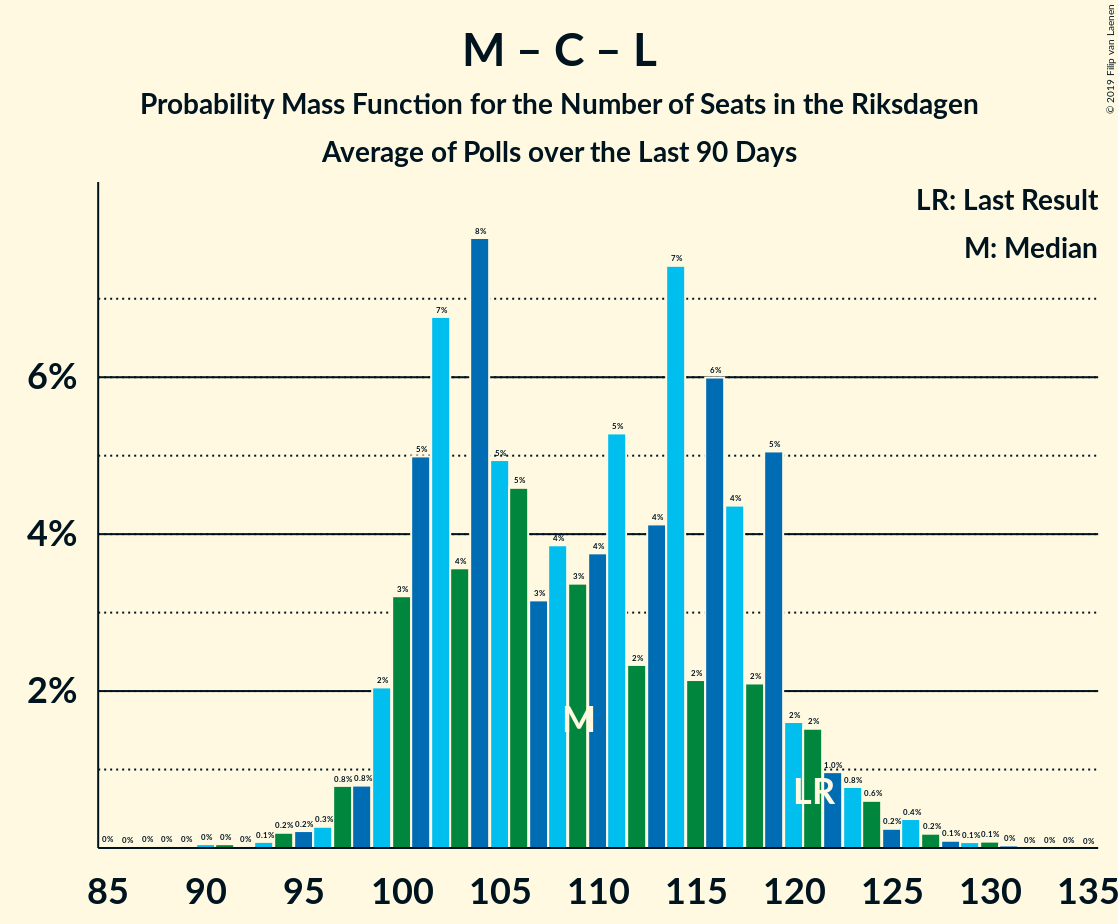 M – C – L
Probability Mass Function for the Number of Seats in the Riksdagen
Average of Polls over the Last 90 Days
© 2019 Filip van Laenen
LR: Last Result
M: Median
6%
4%
2%
0% 0% 0% 0% 0% 0% 0% 0% 0.1% 0.2% 0.2% 0.3% 0.8% 0.8% 2% 3% 5% 7% 4% 8% 5% 5% 3% 4% 3% 4% 5% 2% 4% 7% 2% 6% 4% 2% 5% 2% 2% 1.0% 0.8% 0.6% 0.2% 0.4% 0.2% 0.1% 0.1% 0.1% 0% 0% 0% 0% 0%
M
LR
85 90 95 100 105 110 115 120 125 130 135